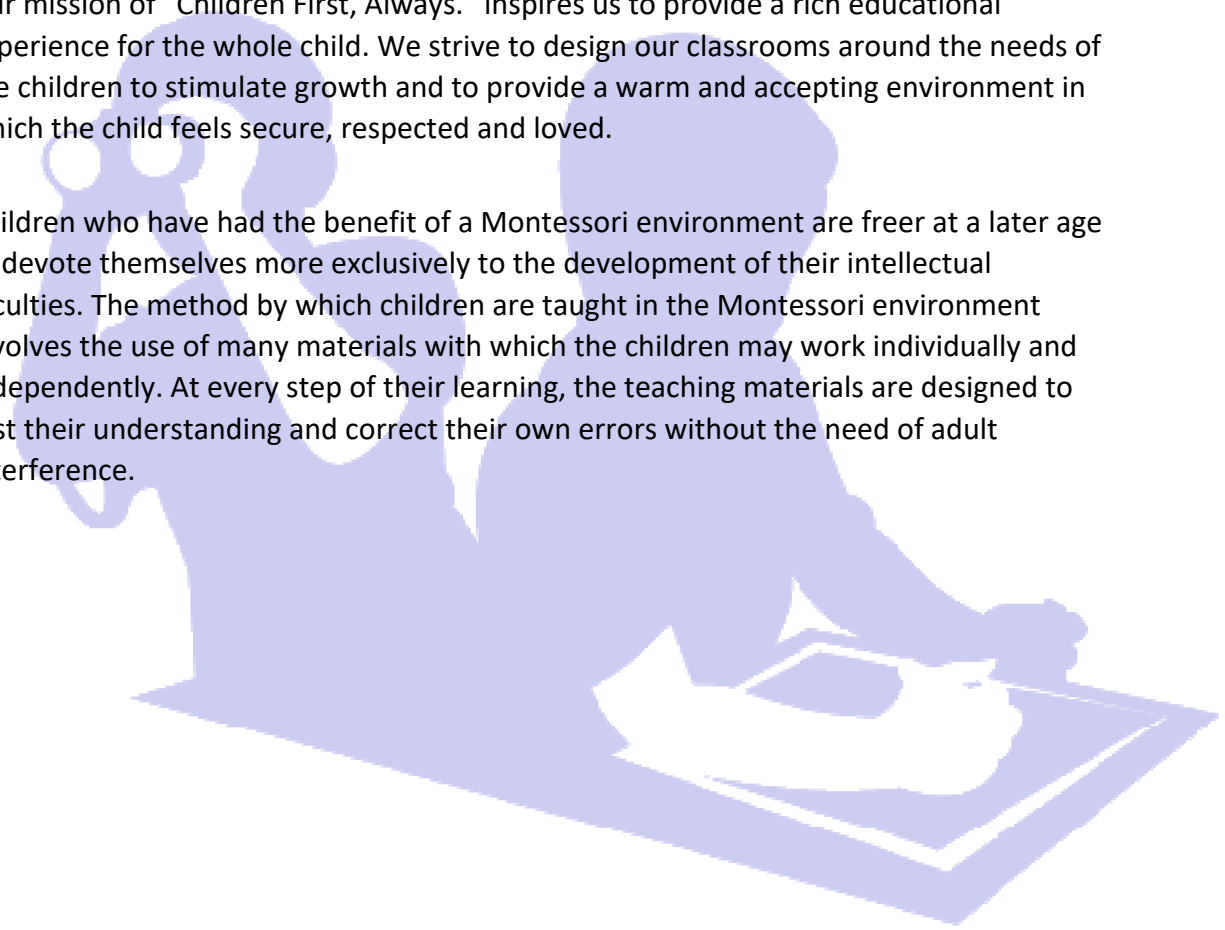 ur mission of "Children First, Always." inspires us to provide a rich educational
perience for the whole child. We strive to design our classrooms around the needs of
e children to stimulate growth and to provide a warm and accepting environment in
hich the child feels secure, respected and loved.
ildren who have had the benefit of a Montessori environment are freer at a later age
devote themselves more exclusively to the development of their intellectual
culties. The method by which children are taught in the Montessori environment
volves the use of many materials with which the children may work individually and
dependently. At every step of their learning, the teaching materials are designed to
st their understanding and correct their own errors without the need of adult
terference.